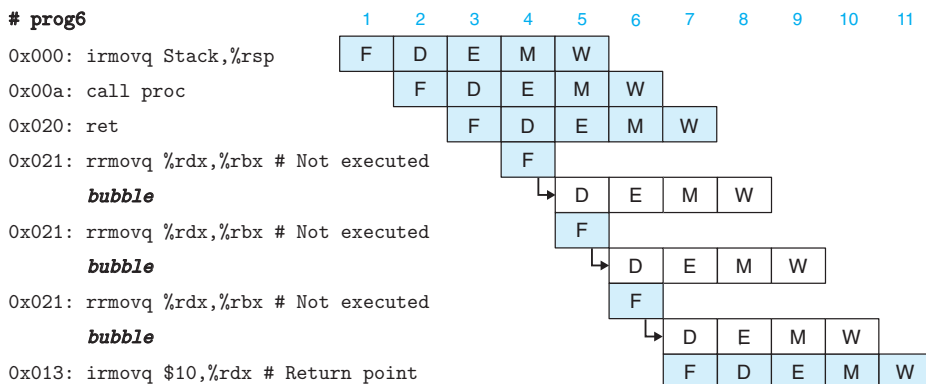 # prog6 1 2 3 4 5 6 7 8 9 10 11
0x000: irmovq Stack,%rsp F D E M W
0x00a: call proc F D E M W
0x020: ret F D E M W
0x021: rrmovq %rdx,%rbx # Not executed F
bubble D E M W
0x021: rrmovq %rdx,%rbx # Not executed F
bubble D E M W
0x021: rrmovq %rdx,%rbx # Not executed F
bubble D E M W
0x013: irmovq $10,%rdx # Return point F D E M W